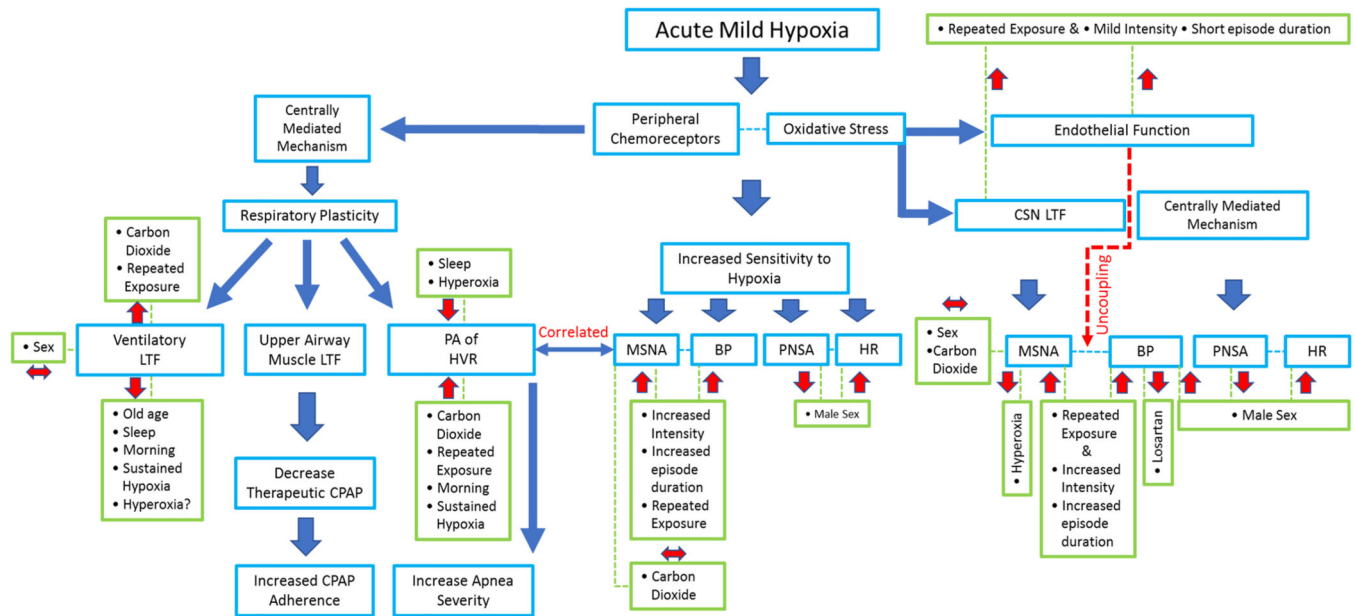 Acute Mild Hypoxia
• Repeated Exposure & • Mild Intensity • Short episode duration
Centrally
Mediated
Mechanism
Peripheral
Chemoreceptors
Oxidative Stress
Endothelial Function
Respiratory Plasticity
CSN LTF
Centrally Mediated
Mechanism
• Carbon
Dioxide
• Repeated
Exposure
• Sleep
• Hyperoxia
Increased Sensitivity to
Hypoxia
Uncoupling
• Sex
Ventilatory
LTF
Upper Airway
Muscle LTF
PA of
HVR
Correlated
MSNA
BP
PNSA
HR
• Sex
• Carbon
Dioxide
MSNA
BP
PNSA
HR
• Old age
• Sleep
• Morning
• Sustained
Hypoxia
• Hyperoxia?
• Carbon
Dioxide
• Repeated
Exposure
• Morning
• Sustained
Hypoxia
• Increased
Intensity
• Increased
episode
duration
• Repeated
Exposure
• Male Sex
• Hyperoxia
• Repeated
Exposure
&
• Increased
Intensity
• Increased
episode
duration
• Losartan
• Male Sex
Decrease
Therapeutic CPAP
Increased CPAP
Adherence
Increase Apnea
Severity
• Carbon
Dioxide